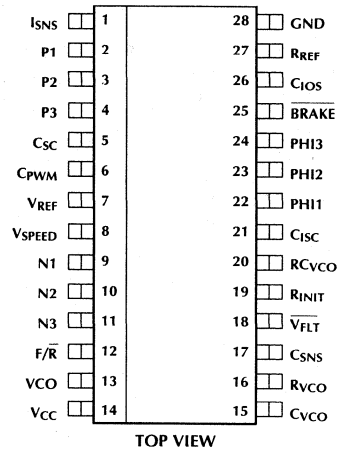 ISNS 1 28 GND
P1 2 27 RREF
P2 3 26 CIOS
P3 4 25 BRAKE
CSC 5 24 PHI3
CPWM 6 23 PHI2
VREF 7 22 PHI1
VSPEED 8 21 CISC
N1 9 20 RCVCO
N2 10 19 RINIT
N3 11 18 VFLT
F/R 12 17 CSNS
VCO 13 16 RVCO
VCC 14 15 CVCO
TOP VIEW